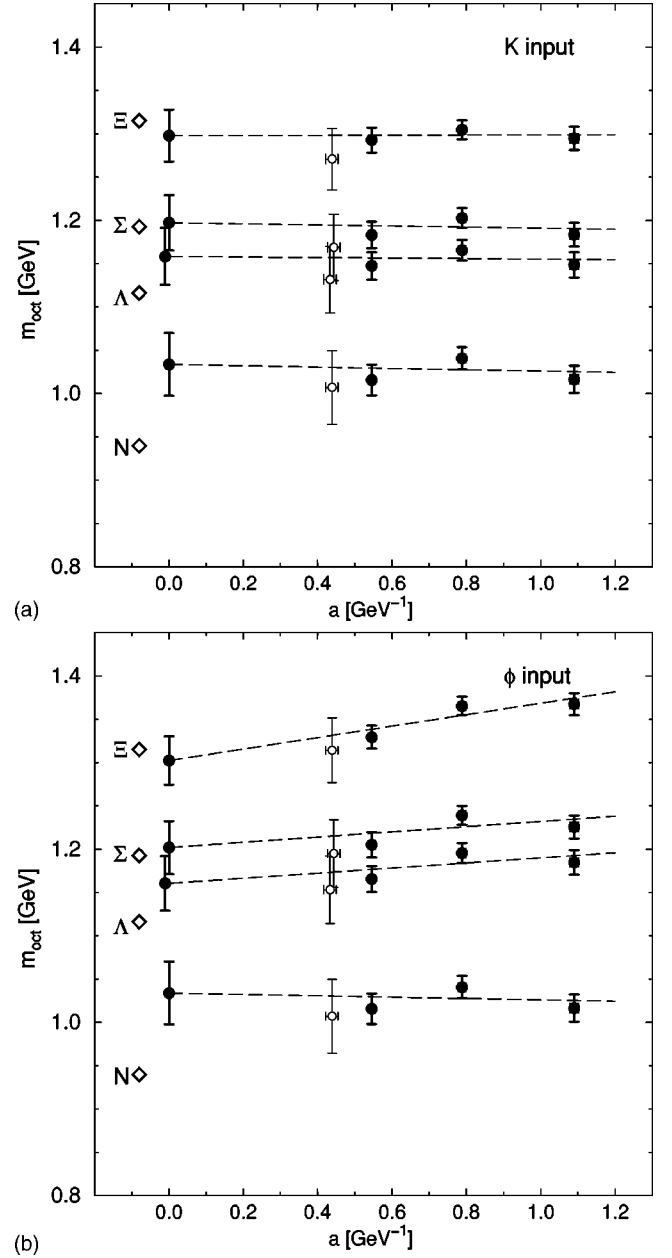 1.4
K input
Ξ
1.2
Σ
Λ
m_oct [GeV]
1.0
N
0.8
0.0 0.2 0.4 0.6 0.8 1.0 1.2
(a)
a [GeV⁻¹]
1.4
ϕ input
Ξ
1.2
Σ
Λ
m_oct [GeV]
1.0
N
0.8
0.0 0.2 0.4 0.6 0.8 1.0 1.2
(b)
a [GeV⁻¹]